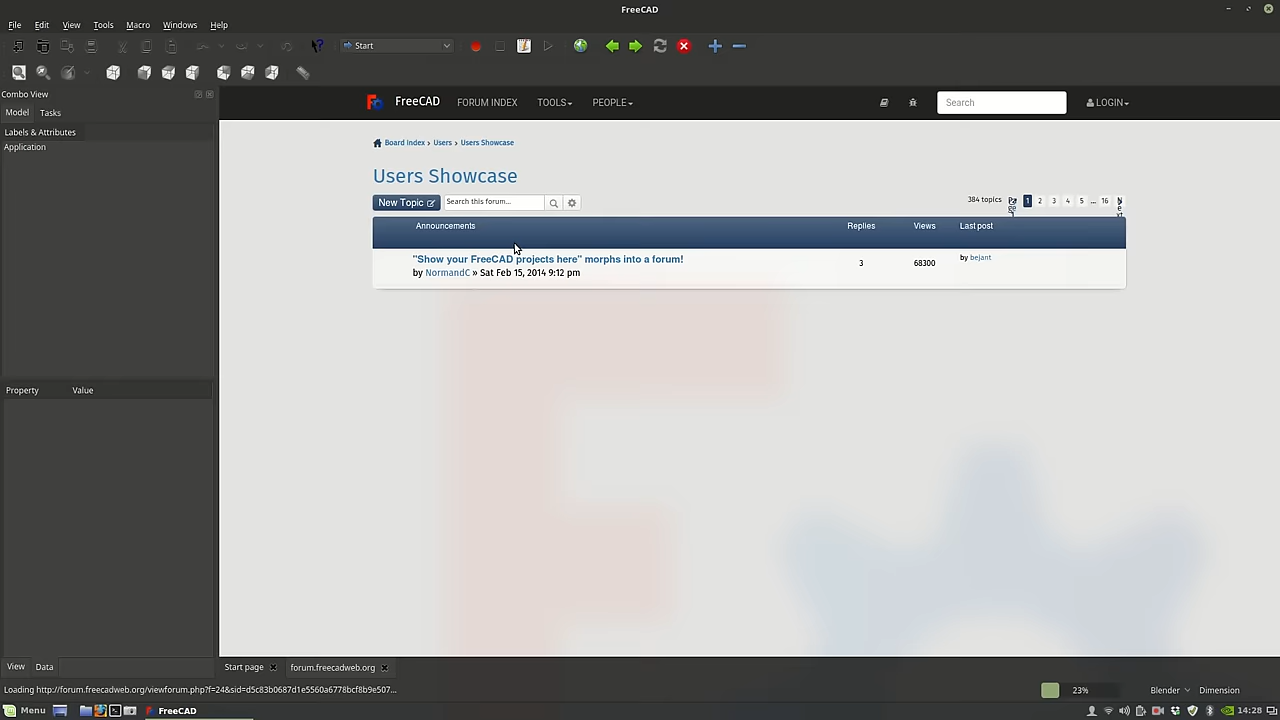 FreeCAD
File Edit View Tools Macro Windows Help
Start
Combo View
Model Tasks
Labels & Attributes
Application
Property Value
View Data
FreeCAD FORUM INDEX TOOLS PEOPLE Search LOGIN
Board index › Users › Users Showcase
Users Showcase
New Topic Search this forum... 384 topics 1 2 3 4 5 ... 16
Announcements Replies Views Last post
"Show your FreeCAD projects here" morphs into a forum! 3 68300 by bejant
by NormandC » Sat Feb 15, 2014 9:12 pm
Start page forum.freecadweb.org
Loading http://forum.freecadweb.org/viewforum.php?f=24&sid=d5c83b0687d1e5560a6778bcf8b9e507... 23% Blender Dimension
Menu FreeCAD 14:28